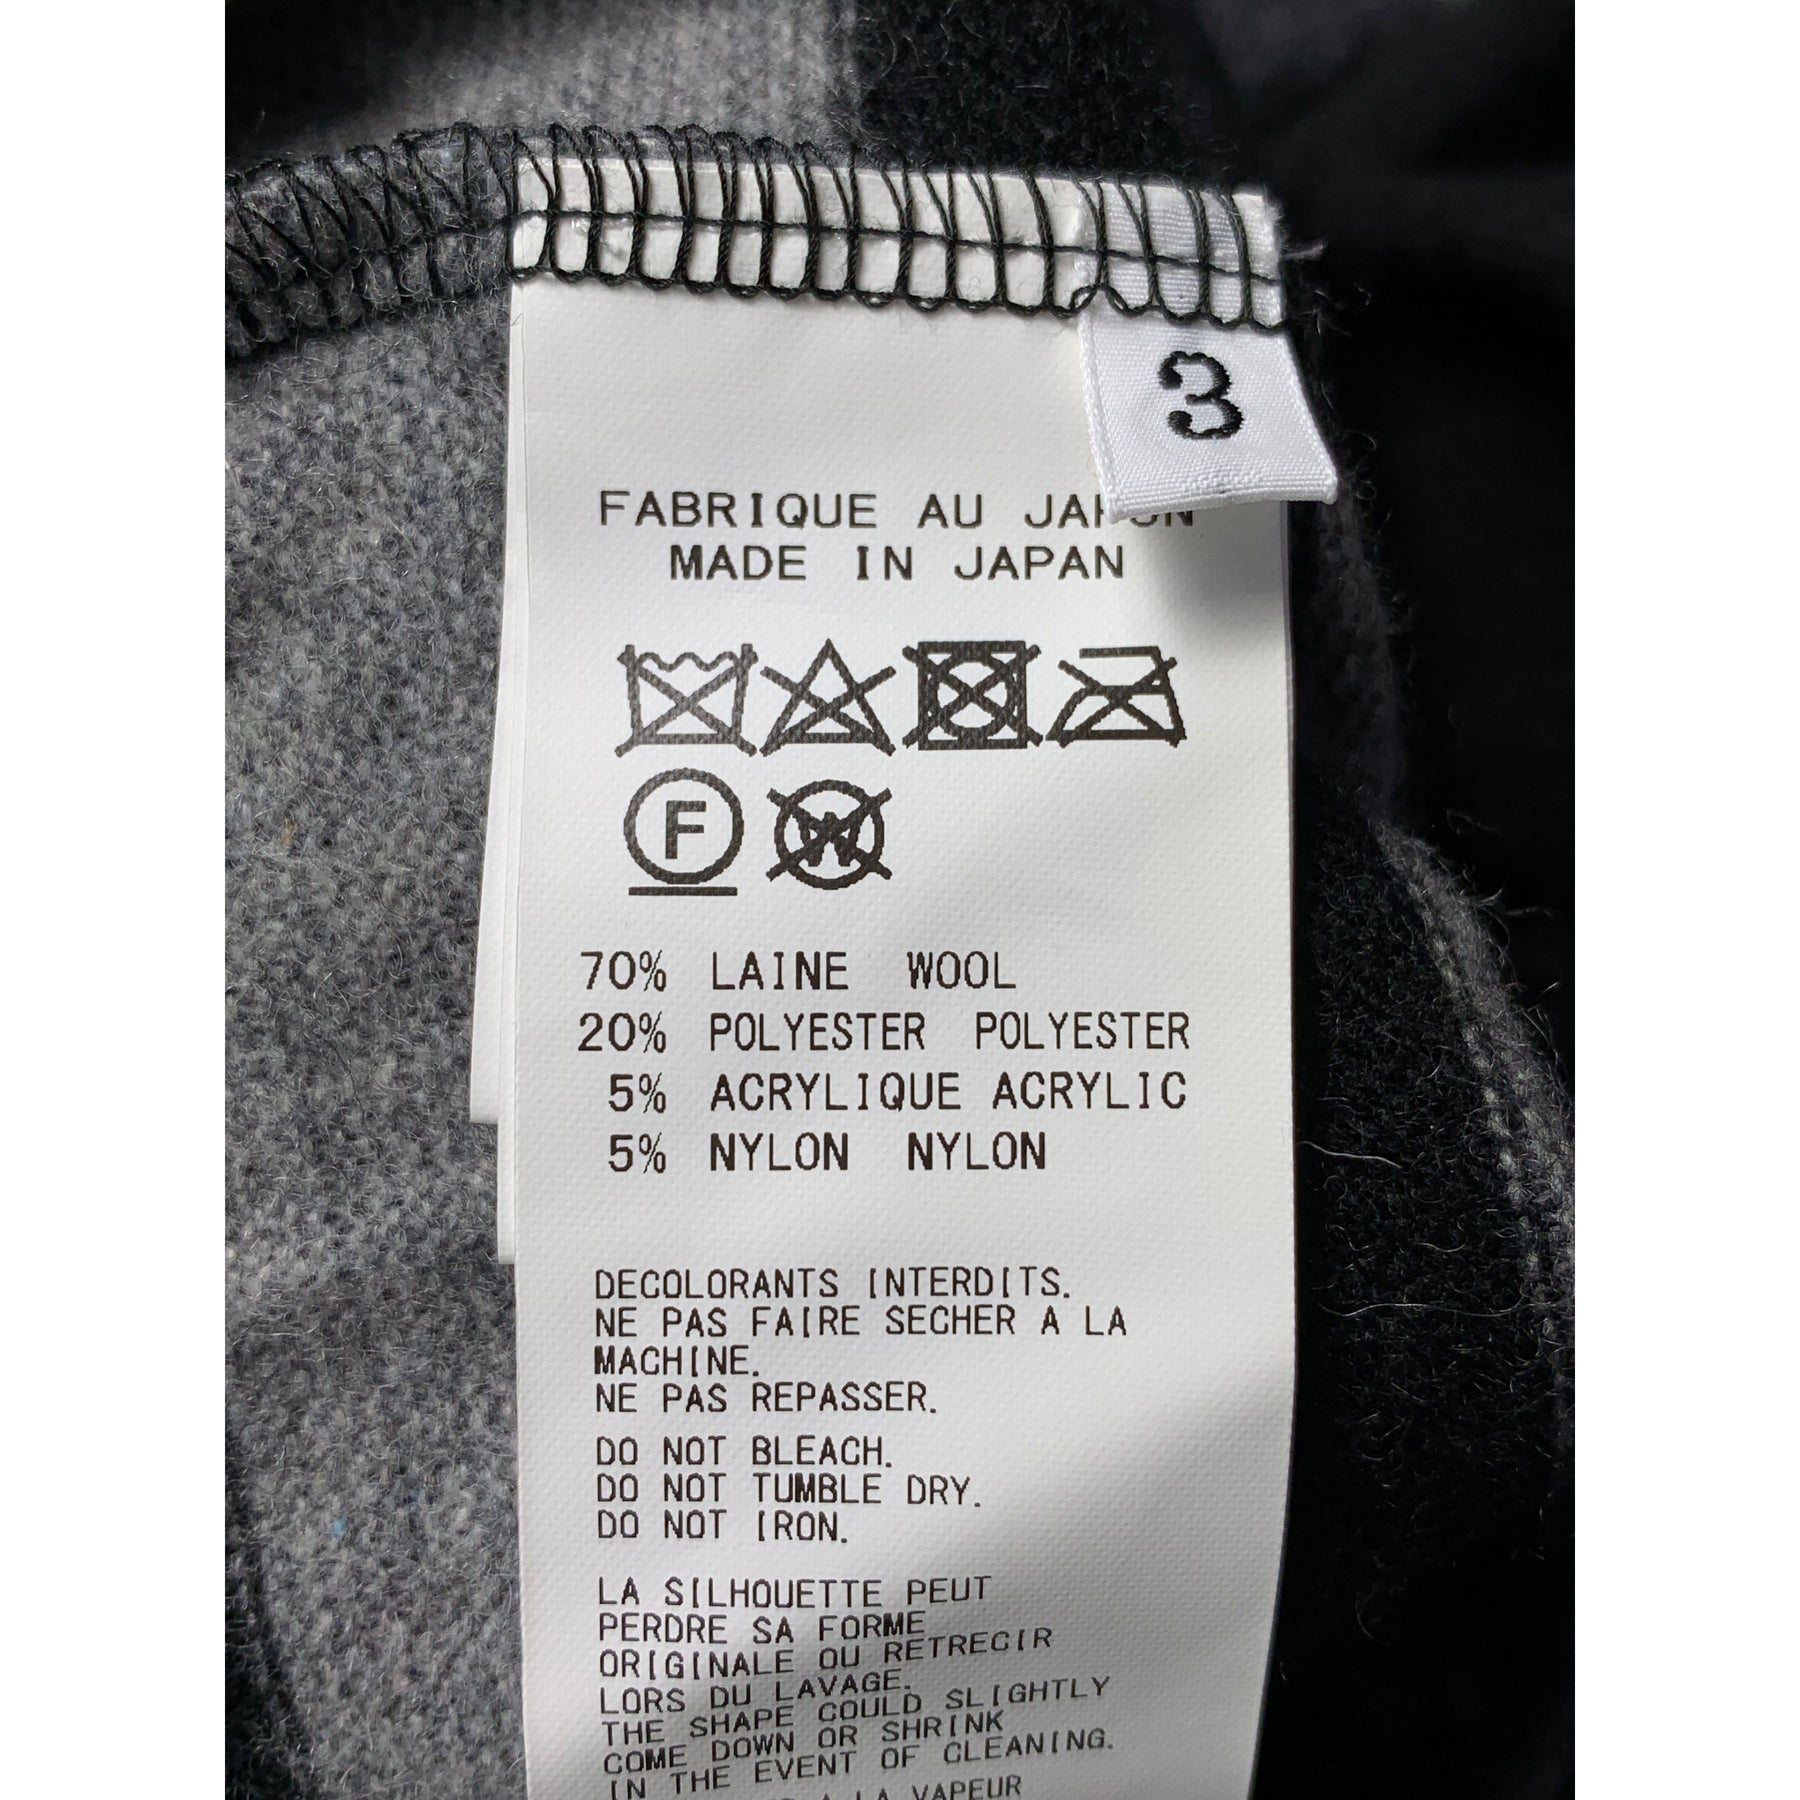 3
FABRIQUE AU JAPON
MADE IN JAPAN
F W
70% LAINE WOOL
20% POLYESTER POLYESTER
5% ACRYLIQUE ACRYLIC
5% NYLON NYLON
DECOLORANTS INTERDITS.
NE PAS FAIRE SECHER A LA
MACHINE.
NE PAS REPASSER.
DO NOT BLEACH.
DO NOT TUMBLE DRY.
DO NOT IRON.
LA SILHOUETTE PEUT
PERDRE SA FORME
ORIGINALE OU RETRECIR
LORS DU LAVAGE.
THE SHAPE COULD SLIGHTLY
COME DOWN OR SHRINK
IN THE EVENT OF CLEANING.
A LA VAPEUR